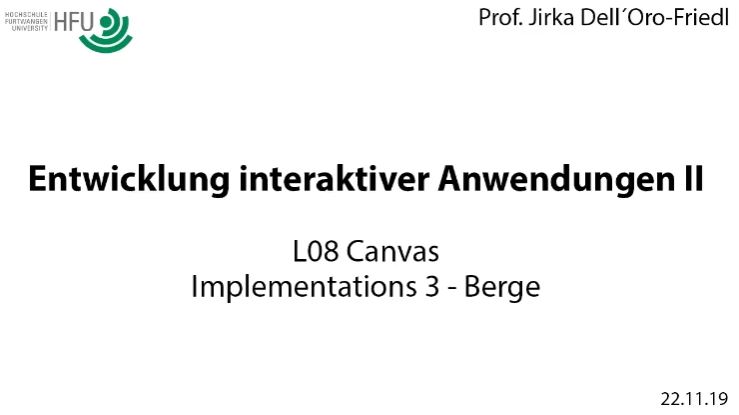 HOCHSCHULE
FURTWANGEN
UNIVERSITY
HFU
Prof. Jirka Dell´Oro-Friedl
Entwicklung interaktiver Anwendungen II
L08 Canvas
Implementations 3 - Berge
22.11.19